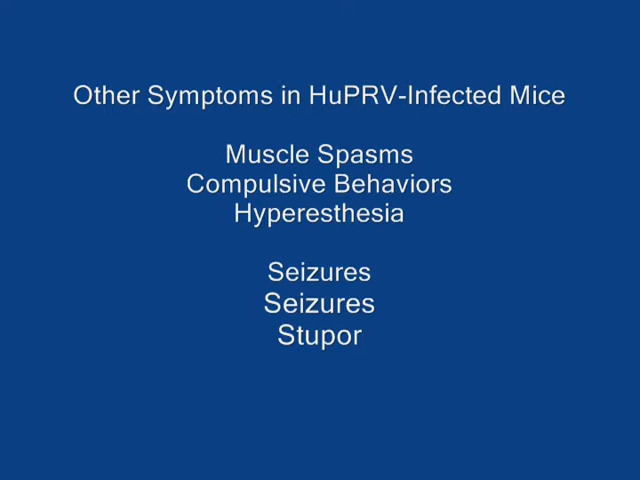 Other Symptoms in HuPRV-Infected Mice
Muscle Spasms
Compulsive Behaviors
Hyperesthesia
Seizures
Seizures
Stupor